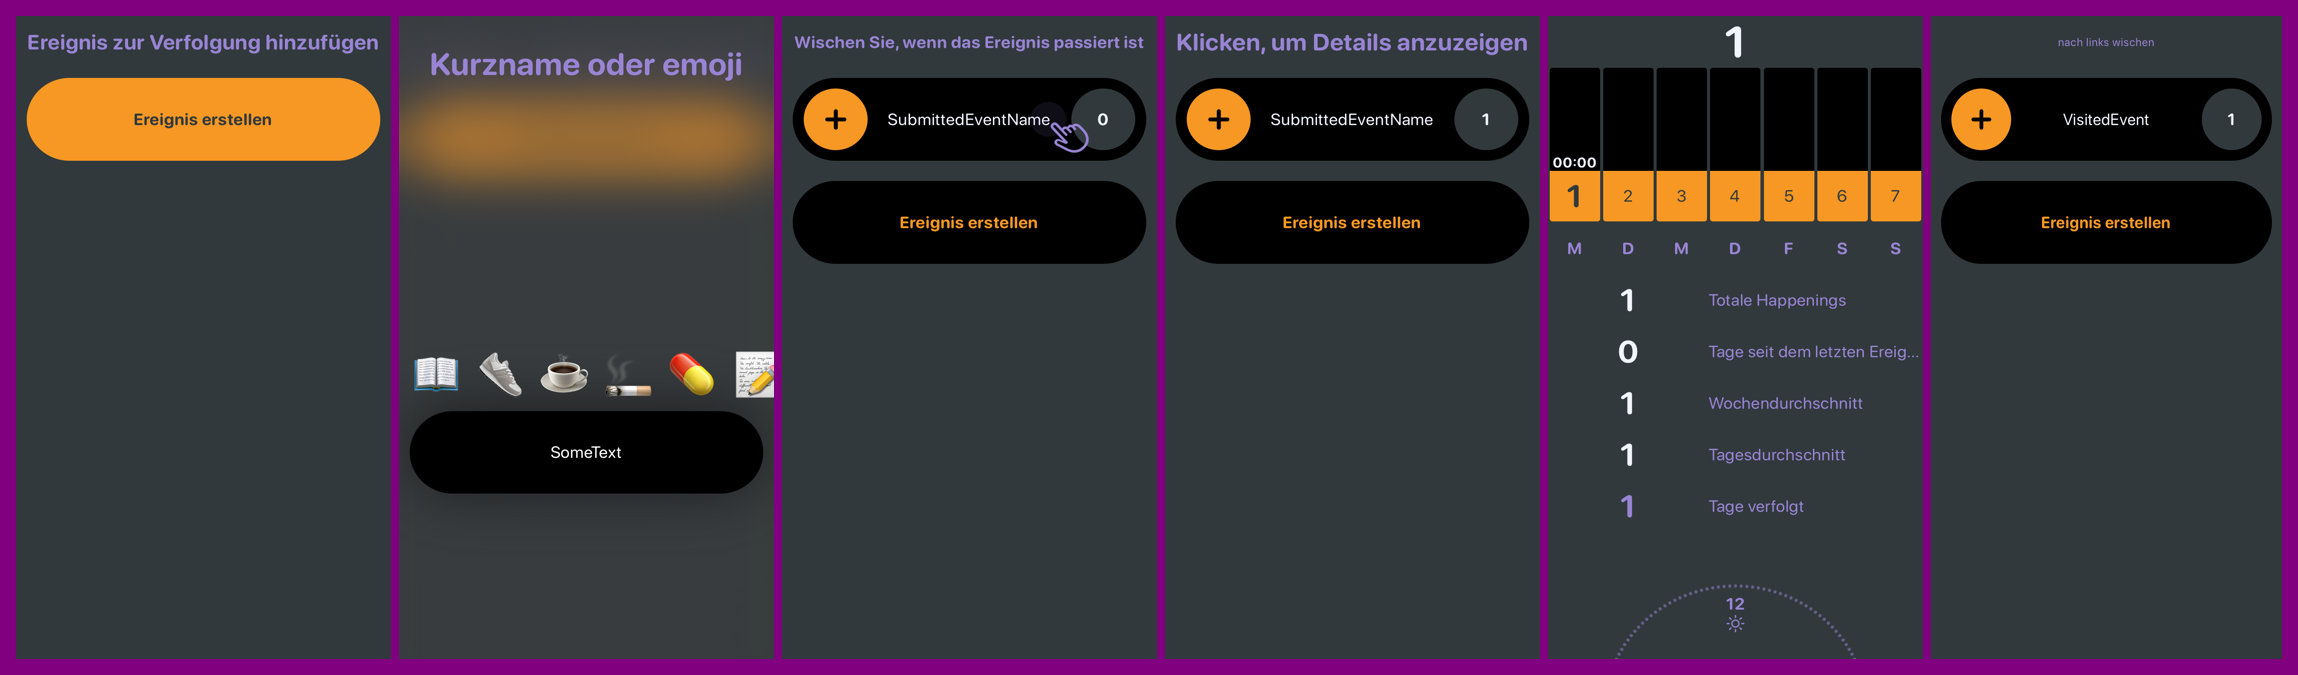 Ereignis zur Verfolgung hinzufügen
Ereignis erstellen
Kurzname oder emoji
SomeText
Wischen Sie, wenn das Ereignis passiert ist
+ SubmittedEventName 0
Ereignis erstellen
Klicken, um Details anzuzeigen
+ SubmittedEventName 1
Ereignis erstellen
1
00:00
1 2 3 4 5 6 7
M D M D F S S
1 Totale Happenings
0 Tage seit dem letzten Ereig...
1 Wochendurchschnitt
1 Tagesdurchschnitt
1 Tage verfolgt
12
nach links wischen
+ VisitedEvent 1
Ereignis erstellen